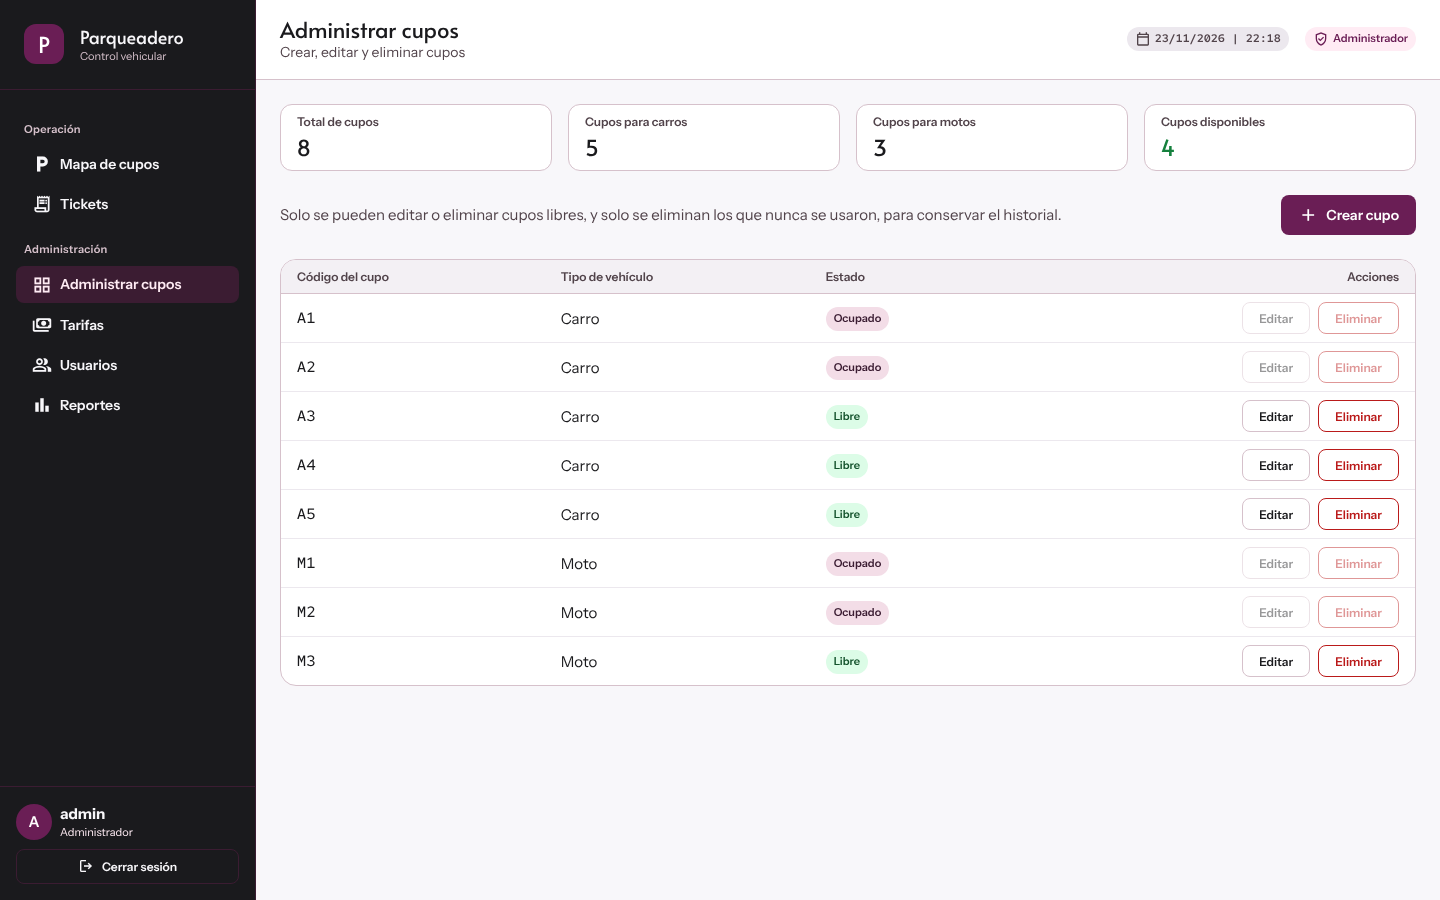 P
Parqueadero
Control vehicular
Operación
Mapa de cupos
Tickets
Administración
Administrar cupos
Tarifas
Usuarios
Reportes
A
admin
Administrador
Cerrar sesión
Administrar cupos
Crear, editar y eliminar cupos
23/11/2026 | 22:18
Administrador
Total de cupos
8
Cupos para carros
5
Cupos para motos
3
Cupos disponibles
4
Solo se pueden editar o eliminar cupos libres, y solo se eliminan los que nunca se usaron, para conservar el historial.
Crear cupo
Código del cupo Tipo de vehículo Estado Acciones
A1 Carro Ocupado Editar Eliminar
A2 Carro Ocupado Editar Eliminar
A3 Carro Libre Editar Eliminar
A4 Carro Libre Editar Eliminar
A5 Carro Libre Editar Eliminar
M1 Moto Ocupado Editar Eliminar
M2 Moto Ocupado Editar Eliminar
M3 Moto Libre Editar Eliminar